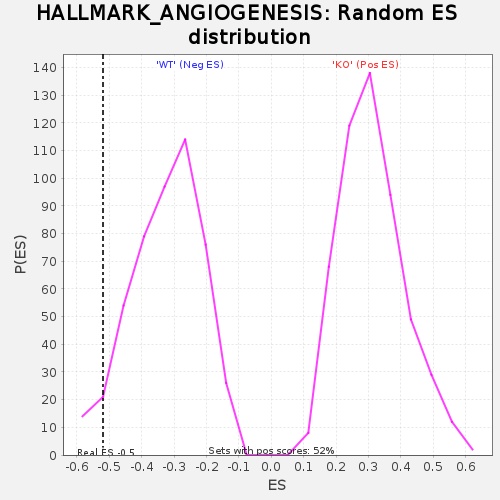 HALLMARK_ANGIOGENESIS: Random ES
distribution
'WT' (Neg ES)
'KO' (Pos ES)
140
130
120
110
100
90
80
70
60
50
40
30
20
10
0
P(ES)
Real ES -0.5
Sets with pos scores: 52%
-0.6 -0.5 -0.4 -0.3 -0.2 -0.1 0.0 0.1 0.2 0.3 0.4 0.5 0.6
ES